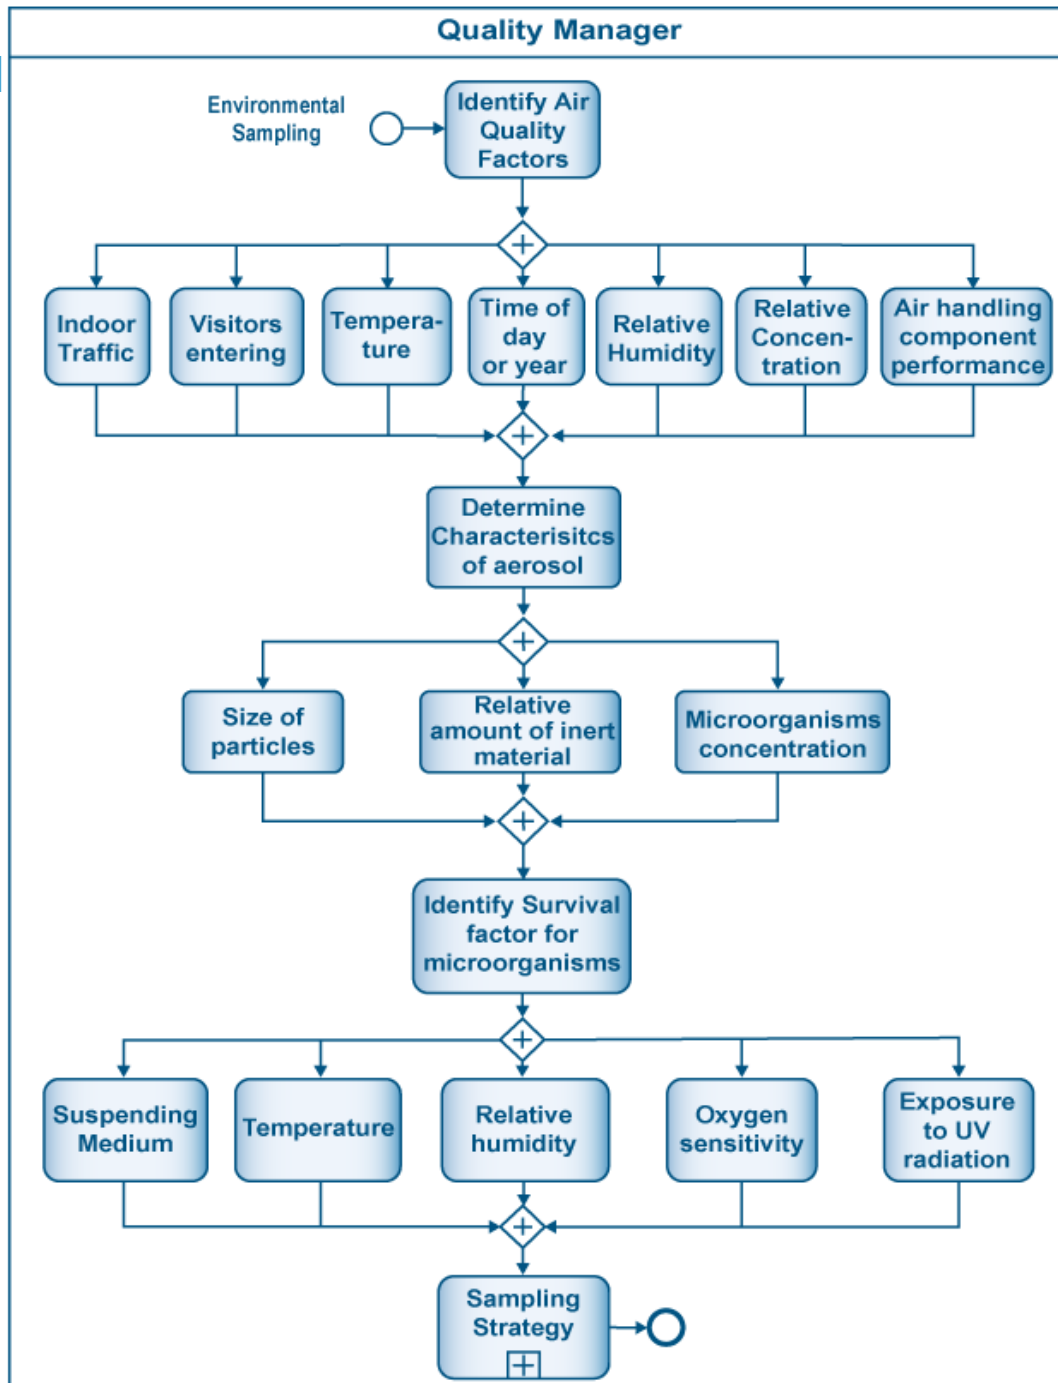 Quality Manager
Environmental
Sampling
Identify Air
Quality
Factors
Indoor
Traffic
Visitors
entering
Tempera-
ture
Time of
day
or year
Relative
Humidity
Relative
Concen-
tration
Air handling
component
performance
Determine
Characterisitcs
of aerosol
Size of
particles
Relative
amount of inert
material
Microorganisms
concentration
Identify Survival
factor for
microorganisms
Suspending
Medium
Temperature
Relative
humidity
Oxygen
sensitivity
Exposure
to UV
radiation
Sampling
Strategy